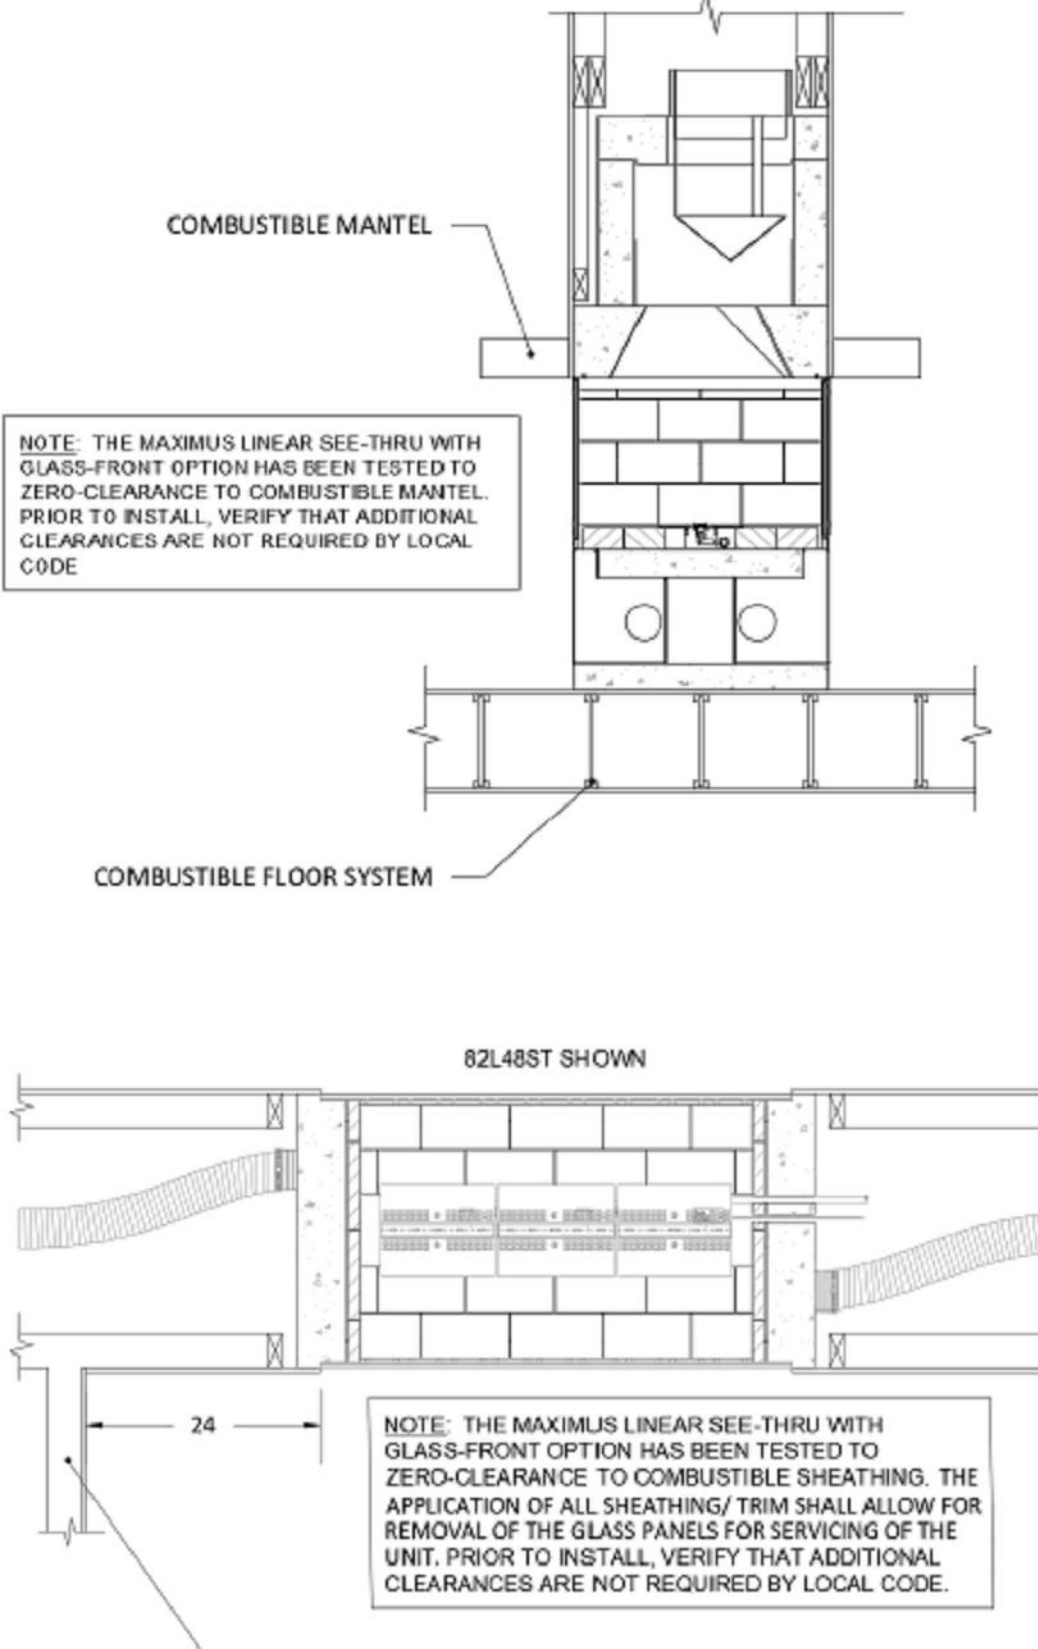 COMBUSTIBLE MANTEL
NOTE: THE MAXIMUS LINEAR SEE-THRU WITH
GLASS-FRONT OPTION HAS BEEN TESTED TO
ZERO-CLEARANCE TO COMBUSTIBLE MANTEL.
PRIOR TO INSTALL, VERIFY THAT ADDITIONAL
CLEARANCES ARE NOT REQUIRED BY LOCAL
CODE
COMBUSTIBLE FLOOR SYSTEM
82L48ST SHOWN
24
NOTE: THE MAXIMUS LINEAR SEE-THRU WITH
GLASS-FRONT OPTION HAS BEEN TESTED TO
ZERO-CLEARANCE TO COMBUSTIBLE SHEATHING. THE
APPLICATION OF ALL SHEATHING/ TRIM SHALL ALLOW FOR
REMOVAL OF THE GLASS PANELS FOR SERVICING OF THE
UNIT. PRIOR TO INSTALL, VERIFY THAT ADDITIONAL
CLEARANCES ARE NOT REQUIRED BY LOCAL CODE.